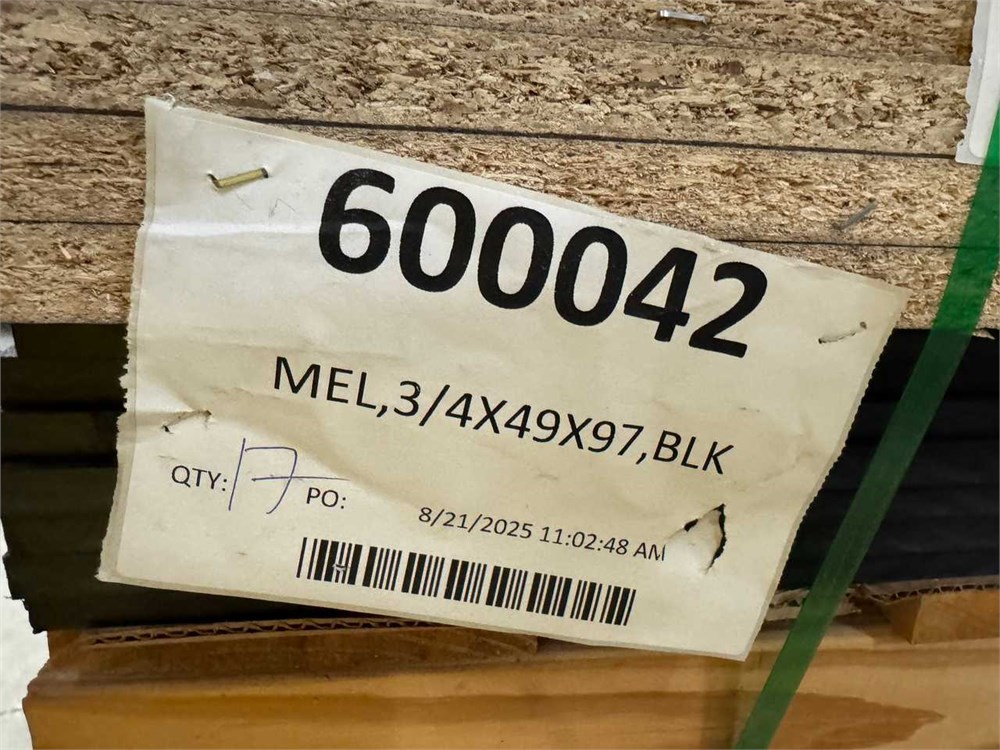 600042
MEL,3/4X49X97,BLK
QTY: 17 PO:
8/21/2025 11:02:48 AM